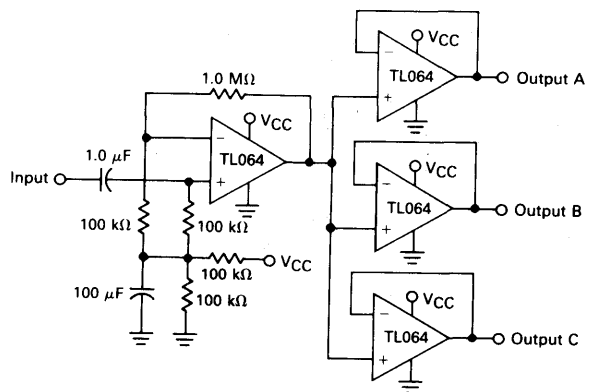 VCC
TL064
Output A
1.0 MΩ
VCC
TL064
1.0 μF
Input
100 kΩ
100 kΩ
100 kΩ
VCC
100 μF
100 kΩ
VCC
TL064
Output B
VCC
TL064
Output C